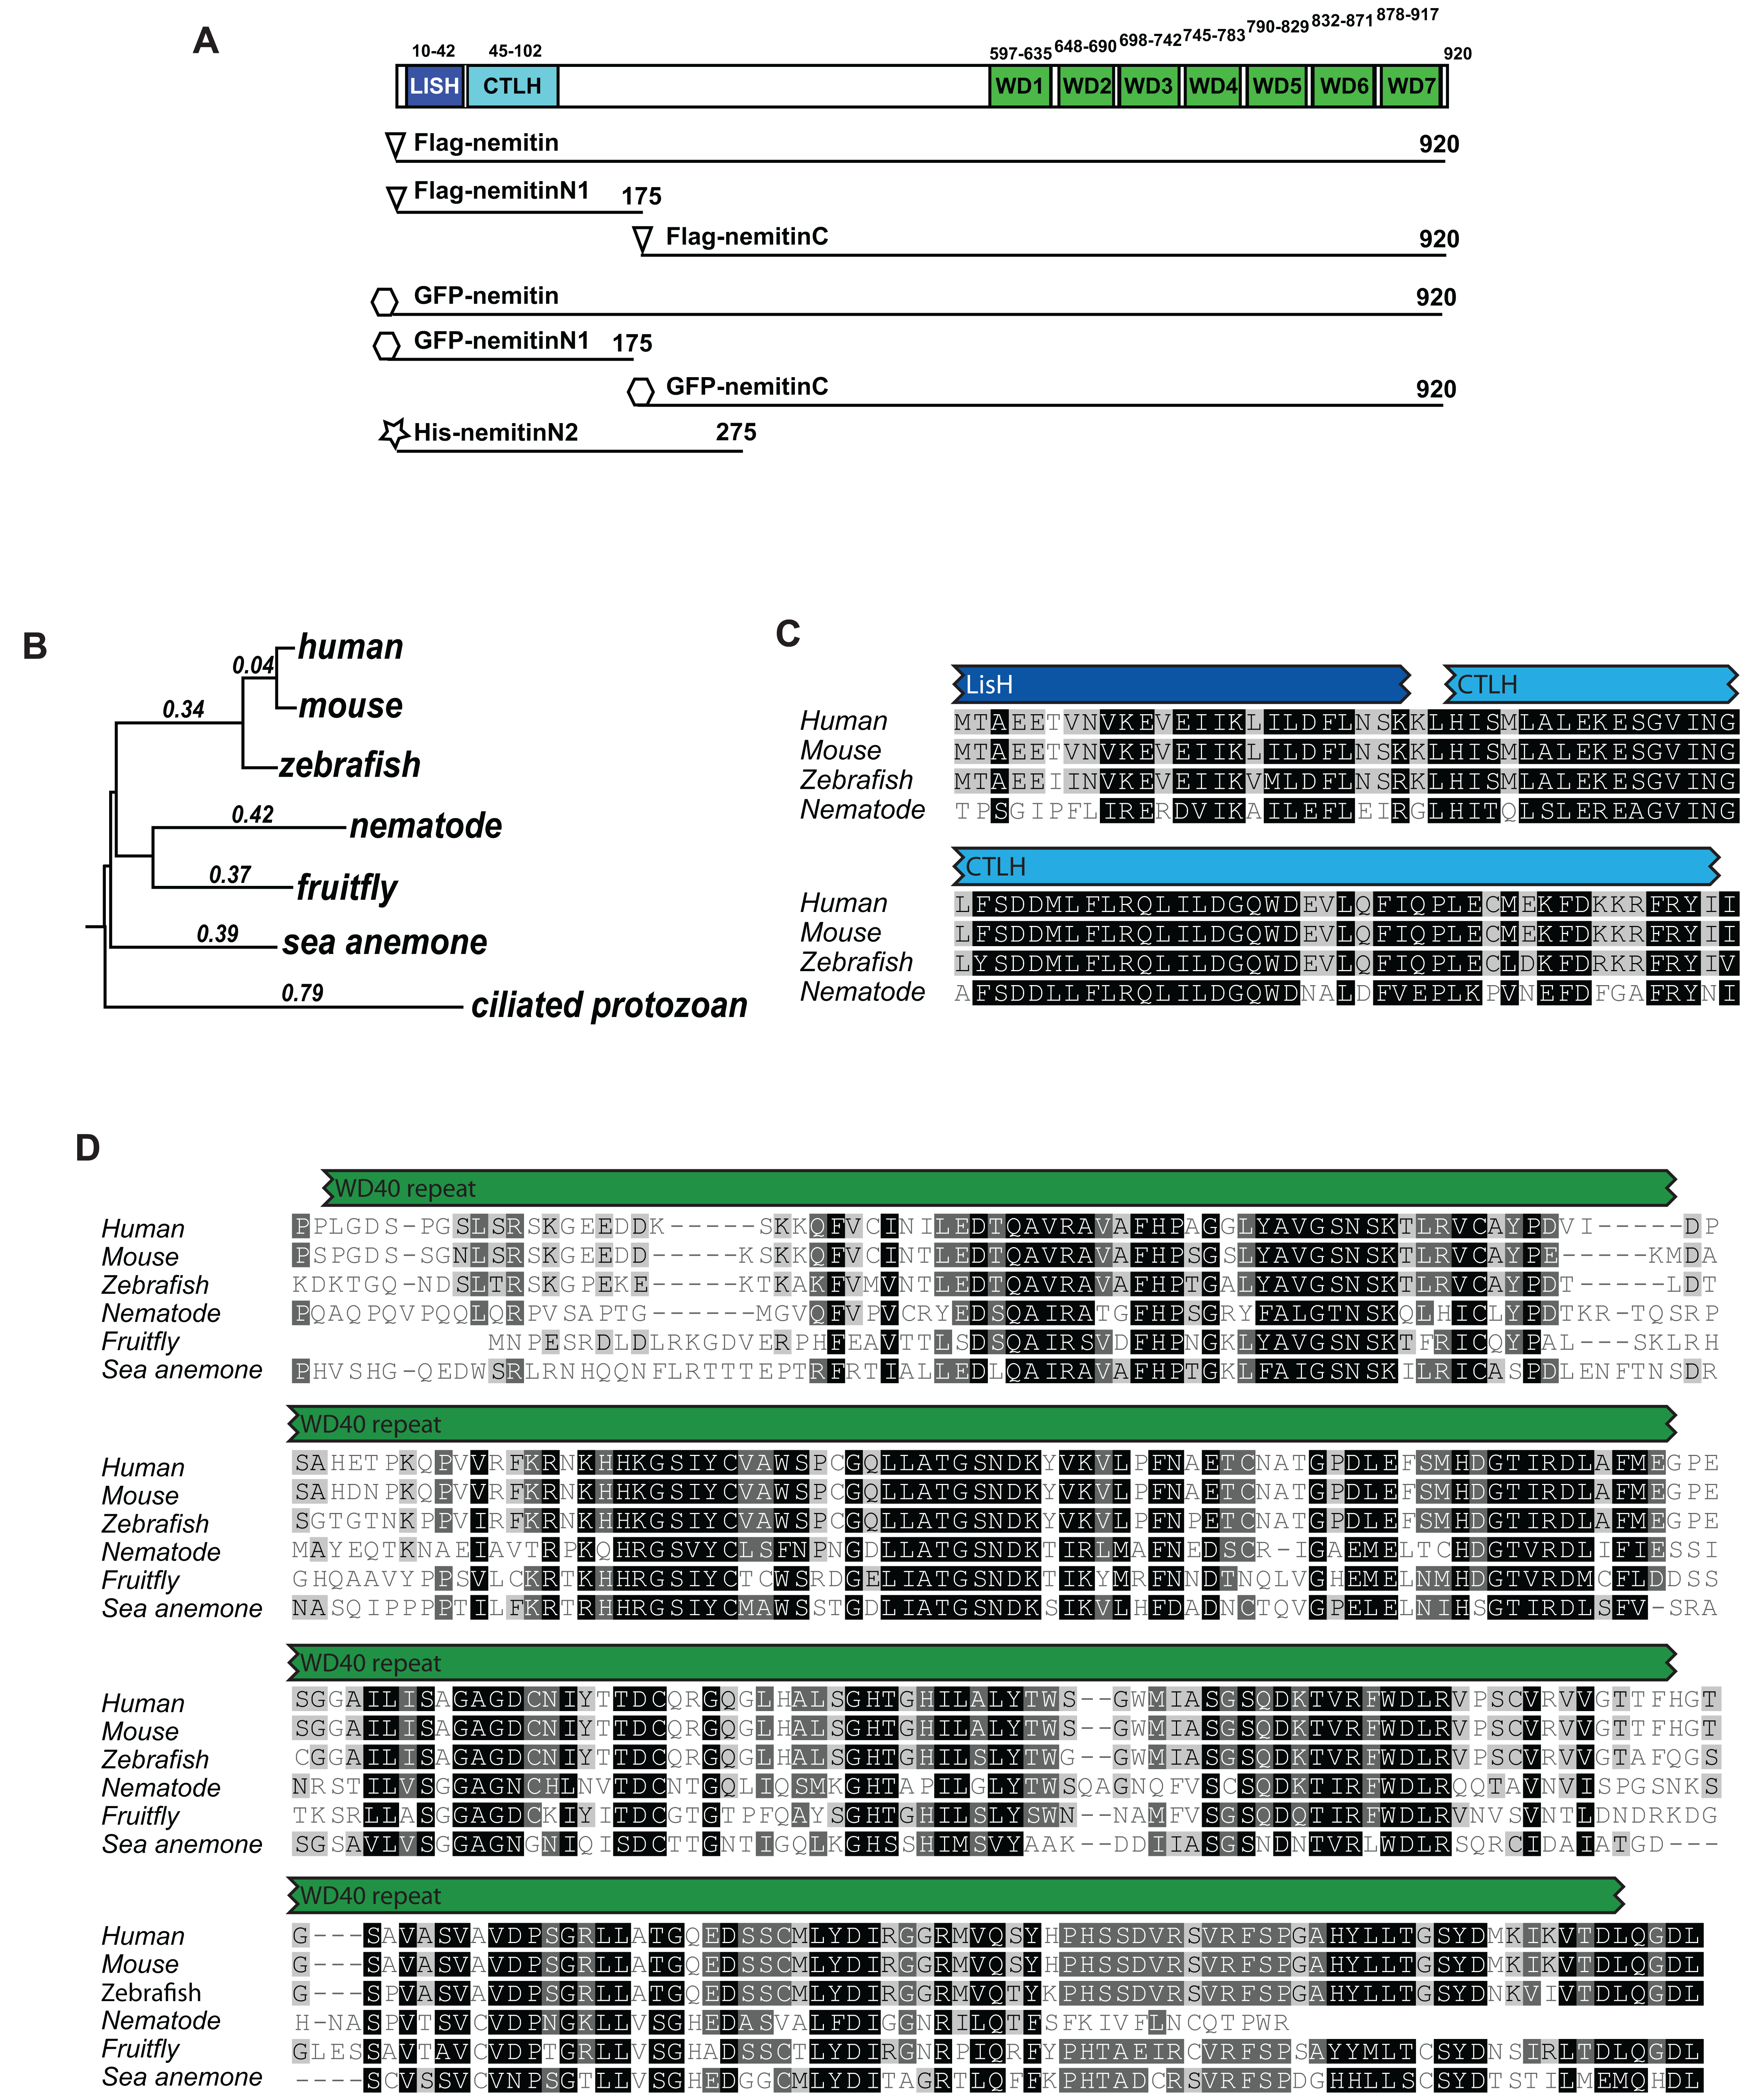 A
10-42 45-102 597-635 648-690 698-742 745-783 790-829 832-871 878-917 920
LISH CTLH WD1 WD2 WD3 WD4 WD5 WD6 WD7
Flag-nemitin 920
Flag-nemitinN1 175
Flag-nemitinC 920
GFP-nemitin 920
GFP-nemitinN1 175
GFP-nemitinC 920
His-nemitinN2 275
B
human
0.04
mouse
0.34
zebrafish
0.42
nematode
0.37
fruitfly
0.39
sea anemone
0.79
ciliated protozoan
C
LisH CTLH
Human MTAEETVNVKEVEIIKLILDFLNSKKLHISMLALEKESGVING
Mouse MTAEETVNVKEVEIIKLILDFLNSKKLHISMLALEKESGVING
Zebrafish MTAEEIINVKEVEIIKVMLDFLNSRKLHISMLALEKESGVING
Nematode TPSGIPFLIRERDVIKAILEFLEIRGLHITQLSLEREAGVING
CTLH
Human LFSDDMLFLRQLILDGQWDEVLQFIQPLECMEKFDKKRFRYII
Mouse LFSDDMLFLRQLILDGQWDEVLQFIQPLECMEKFDKKRFRYII
Zebrafish LYSDDMLFLRQLILDGQWDEVLQFIQPLECLDKFDRKRFRYIV
Nematode AFSDDLLFLRQLILDGQWDNALDFVEPLKPVNEFDFGAFRYNI
D
WD40 repeat
Human PPLGDS-PGSLSRSKGEEDDK-----SKKQFVCINILEDTQAVRAVAFHPAGGLYAVGSNSKTLRVCAYPDVI-----DP
Mouse PSPGDS-SGNLSRSKGEEDD-----KSKKQFVCINTLEDTQAVRAVAFHPSGSLYAVGSNSKTLRVCAYPE-----KMDA
Zebrafish KDKTGQ-NDSLTRSKGPEKE-----KTKAKFVMVNTLEDTQAVRAVAFHPTGALYAVGSNSKTLRVCAYPDT-----LDT
Nematode PQAQPQVPQQLQRPVSAPTG------MGVQFVPVCRYEDSQAIRATGFHPSGRYFALGTNSKQLHICLYPDTKR-TQSRP
Fruitfly MNPESRDLDLRKGDVERPHFEAVTTLSDSQAIRSVDFHPNGKLYAVGSNSKTFRICQYPAL---SKLRH
Sea anemone PHVSHG-QEDWSRLRNHQQNFLRTTTEPTRFRTIALLEDLQAIRAVAFHPTGKLFAIGSNSKILRICASPDLENFTNSDR
WD40 repeat
Human SAHETPKQPVVRFKRNKHHKGSIYCVAWSPCGQLLATGSNDKYVKVLPFNAETCNATGPDLEFSMHDGTIRDLAFMEGPE
Mouse SAHDNPKQPVVRFKRNKHHKGSIYCVAWSPCGQLLATGSNDKYVKVLPFNAETCNATGPDLEFSMHDGTIRDLAFMEGPE
Zebrafish SGTGTNKPPVIRFKRNKHHKGSIYCVAWSPCGQLLATGSNDKYVKVLPFNPETCNATGPDLEFSMHDGTIRDLAFMEGPE
Nematode MAYEQTKNAEIAVTRPKQHRGSVYCLSFNPNGDLLATGSNDKTIRLMAFNEDSCR-IGAEMELTCHDGTVRDLIFIESSI
Fruitfly GHQAAVYPPSVLCKRTKHHRGSIYCTCWSRDGELIATGSNDKTIKYMRFNNDTNQLVGHEMELNMHDGTVRDMCFLDDSS
Sea anemone NASQIPPPPTILFKRTRHHRGSIYCMAWSSTGDLIATGSNDKSIKVLHFDADNCTQVGPELELNIHSGTIRDLSFV-SRA
WD40 repeat
Human SGGAILISAGAGDCNIYTTDCQRGQGLHALSGHTGHILALYTWS--GWMIASGSQDKTVRFWDLRVPSCVRVVGTTFHGT
Mouse SGGAILISAGAGDCNIYTTDCQRGQGLHALSGHTGHILALYTWS--GWMIASGSQDKTVRFWDLRVPSCVRVVGTTFHGT
Zebrafish CGGAILISAGAGDCNIYTTDCQRGQGLHALSGHTGHILSLYTWG--GWMIASGSQDKTVRFWDLRVPSCVRVVGTAFQGS
Nematode NRSTILVSGGAGNCHLNVTDCNTGQLIQSMKGHTAPILGLYTWSQAGNQFVSCSQDKTIRFWDLRQQTAVNVISPGSNKS
Fruitfly TKSRLLASGGAGDCKIYITDCGTGTPFQAYSGHTGHILSLYSWN--NAMFVSGSQDQTIRFWDLRVNVSVNTLDNDRKDG
Sea anemone SGSAVLVSGGAGNGNIQISDCTTGNTIGQLKGHSSHIMSVYAAK--DDIIASGSNDNTVRLWDLRSQRCIDAIATGD---
WD40 repeat
Human G---SAVASVAVDPSGRLLATGQEDSSCMLYDIRGGRMVQSYHPHSSDVRSVRFSPGAHYLLTGSYDMKIKVTDLQGDL
Mouse G---SAVASVAVDPSGRLLATGQEDSSCMLYDIRGGRMVQSYHPHSSDVRSVRFSPGAHYLLTGSYDMKIKVTDLQGDL
Zebrafish G---SPVASVAVDPSGRLLATGQEDSSCMLYDIRGGRMVQTYKPHSSDVRSVRFSPGAHYLLTGSYDNKVIVTDLQGDL
Nematode H-NASPVTSVCVDPNGKLLVSGHEDASVALFDIGGNRILQTFSFKIVFLNCQTPWR
Fruitfly GLESSAVTAVCVDPTGRLLVSGHADSSCTLYDIRGNRPIQRFYPHTAEIRCVRFSPSAYYMLTCSYDNSIRLTDLQGDL
Sea anemone ----SCVSSVCVNPSGTLLVSGHEDGGCMLYDITAGRTLQFFKPHTADCRSVRFSPDGHHLLSCSYDTSTILMEMQHDL